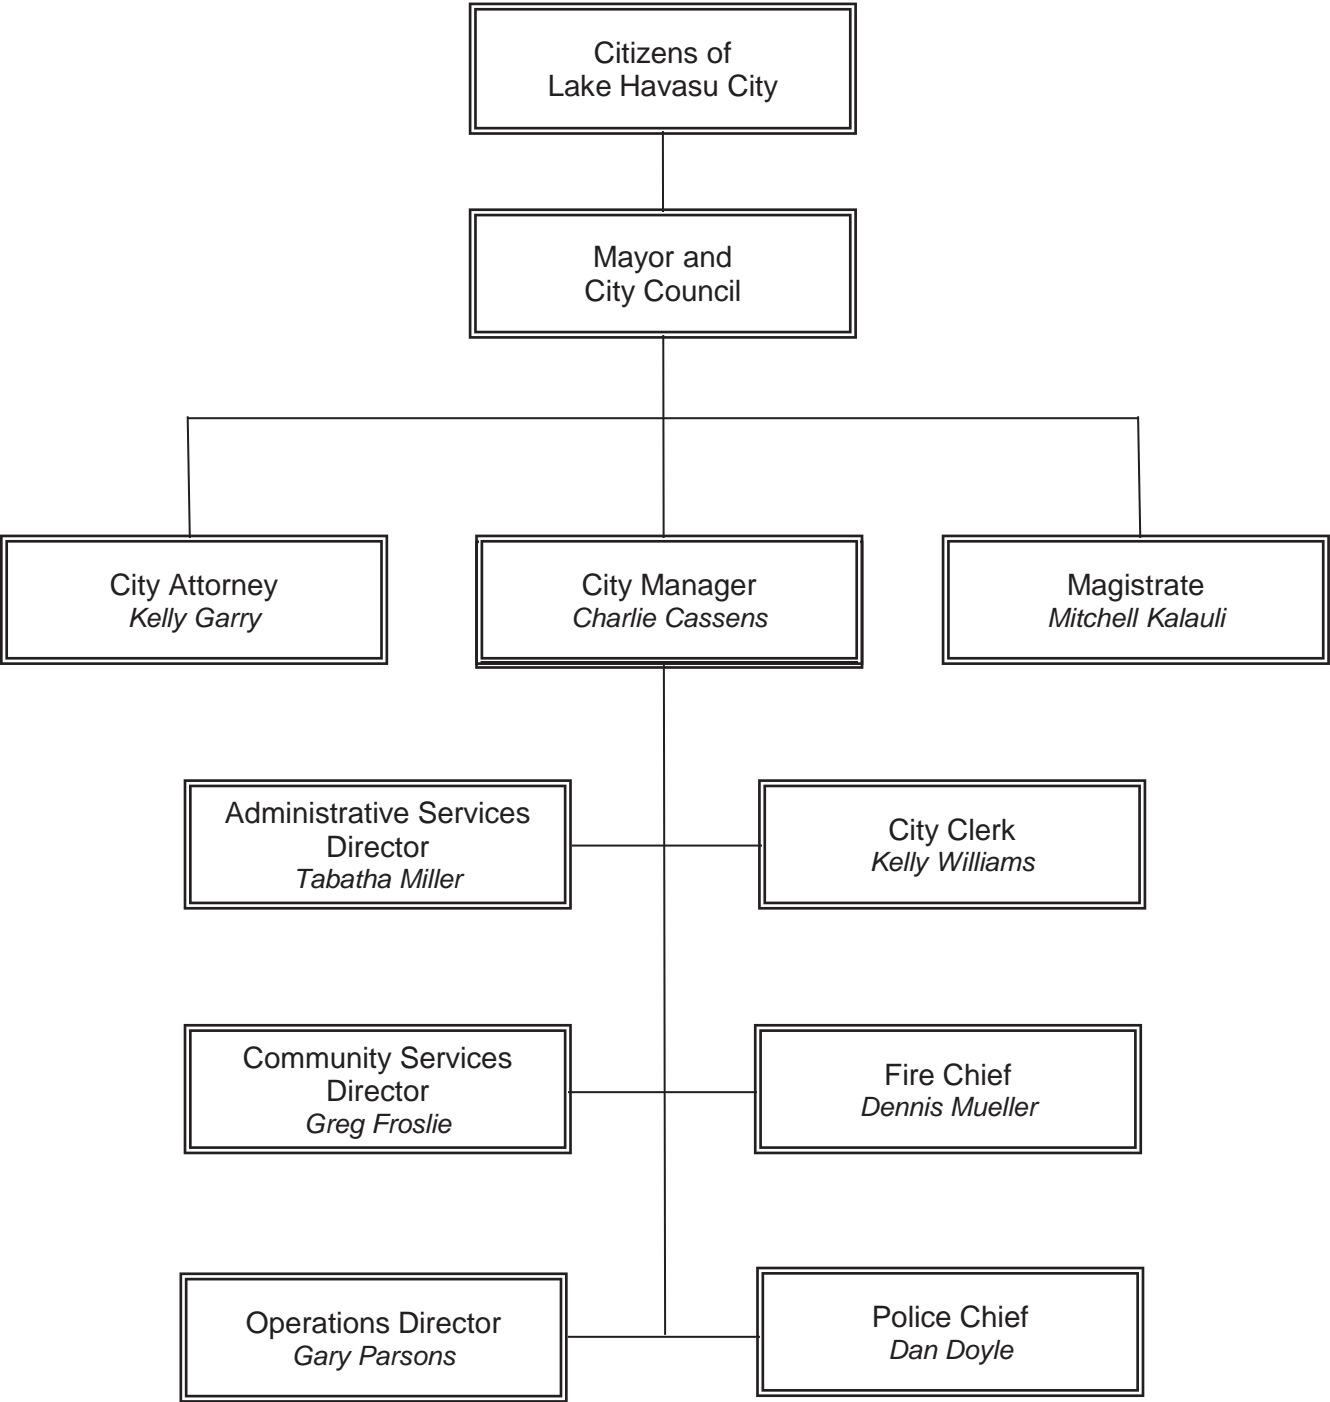 Citizens of
Lake Havasu City
Mayor and
City Council
City Attorney
Kelly Garry
City Manager
Charlie Cassens
Magistrate
Mitchell Kalauli
Administrative Services
Director
Tabatha Miller
City Clerk
Kelly Williams
Community Services
Director
Greg Froslie
Fire Chief
Dennis Mueller
Operations Director
Gary Parsons
Police Chief
Dan Doyle